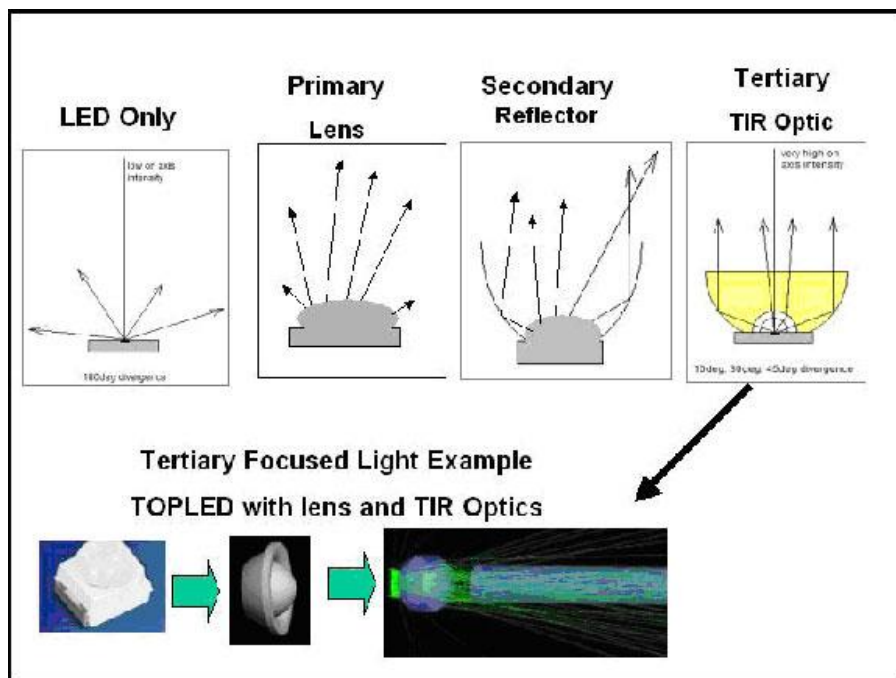 LED Only
Primary
Lens
Secondary
Reflector
Tertiary
TIR Optic
low on axis
intensity
very high on
axis intensity
180deg divergence
10deg, 30deg, 45deg divergence
Tertiary Focused Light Example
TOPLED with lens and TIR Optics